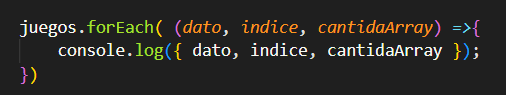 juegos.forEach( (dato, indice, cantidaArray) =>{
    console.log({ dato, indice, cantidaArray });
})